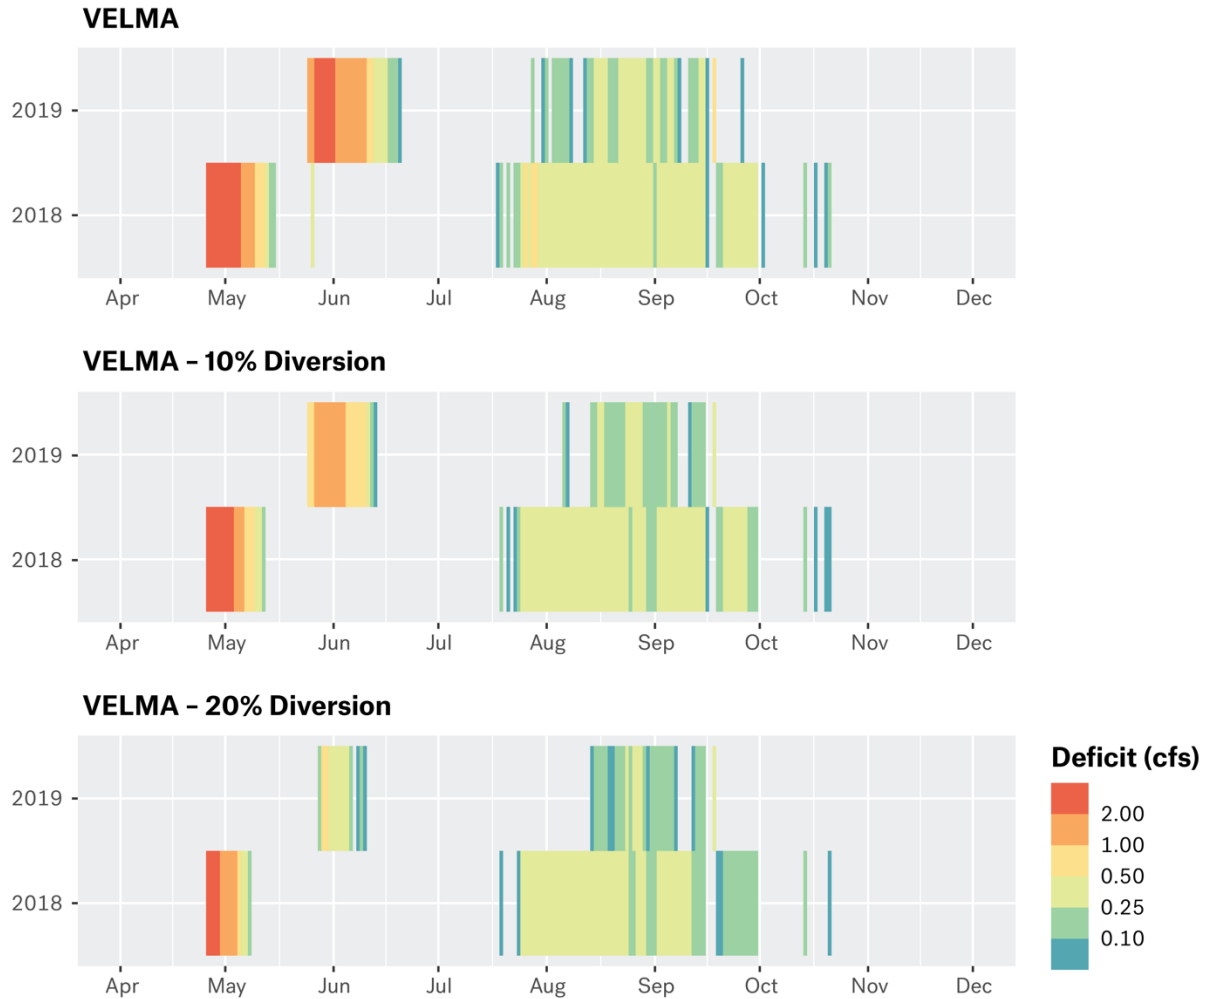 VELMA
2019
2018
Apr May Jun Jul Aug Sep Oct Nov Dec
VELMA – 10% Diversion
2019
2018
Apr May Jun Jul Aug Sep Oct Nov Dec
VELMA – 20% Diversion
2019
2018
Apr May Jun Jul Aug Sep Oct Nov Dec
Deficit (cfs)
2.00
1.00
0.50
0.25
0.10